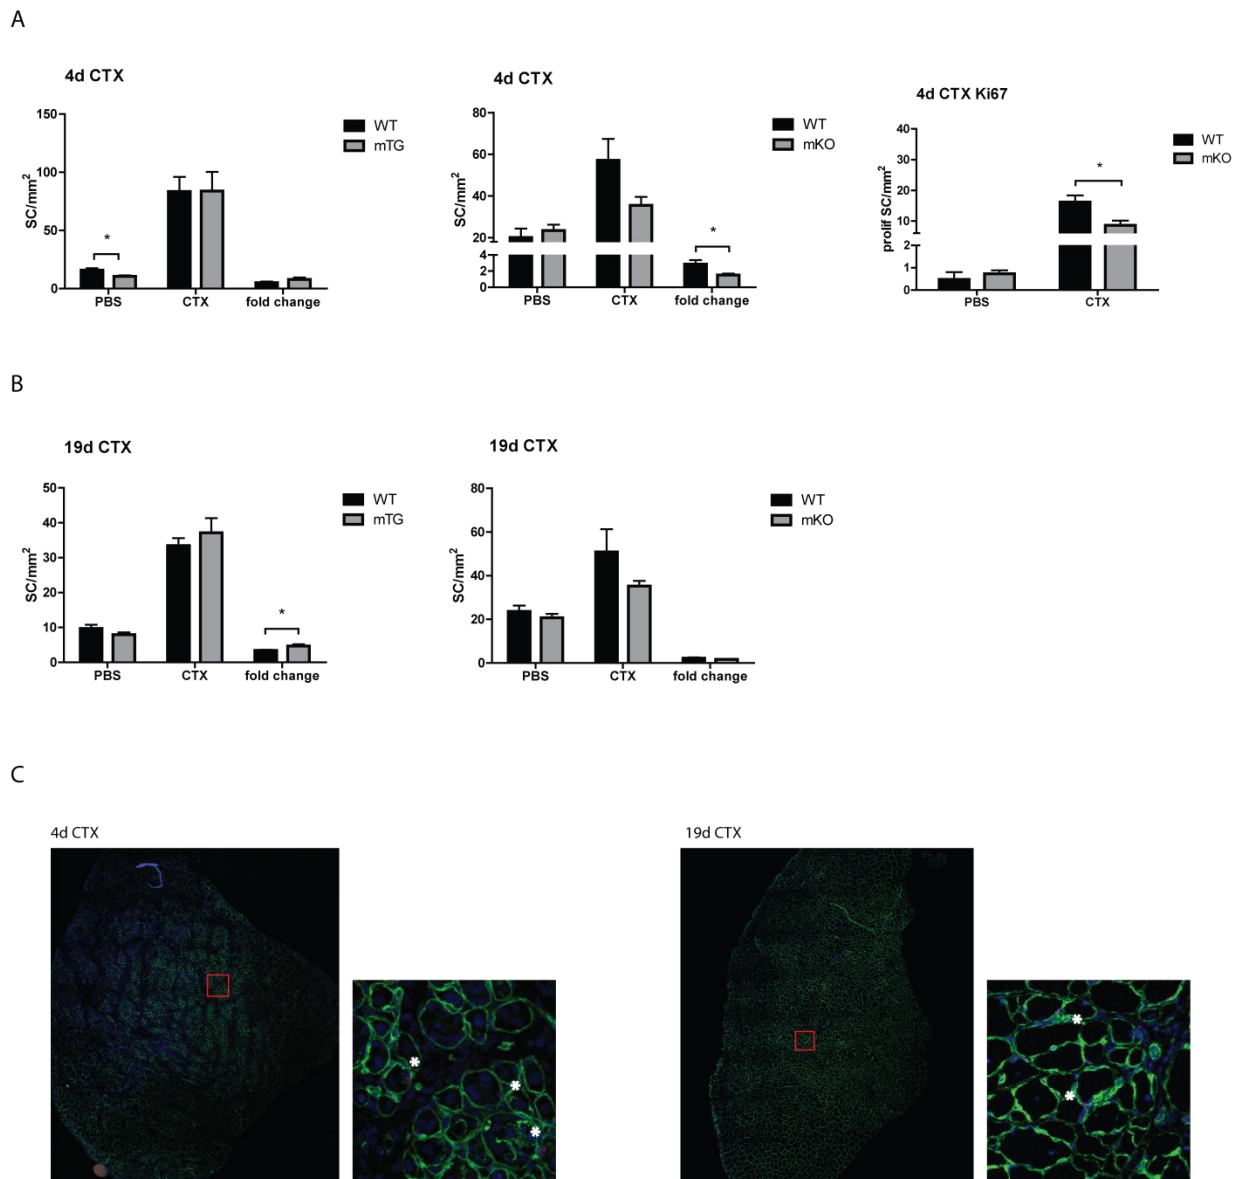 A
4d CTX
150
100
50
0
SC/mm²
*
PBS
CTX
fold change
WT
mTG
4d CTX
80
60
40
20
4
2
0
SC/mm²
*
PBS
CTX
fold change
WT
mKO
4d CTX Ki67
40
30
20
10
2
1
0
prolif SC/mm²
*
PBS
CTX
WT
mKO
B
19d CTX
50
40
30
20
10
0
SC/mm²
*
PBS
CTX
fold change
WT
mTG
19d CTX
80
60
40
20
0
SC/mm²
PBS
CTX
fold change
WT
mKO
C
4d CTX
*
*
*
19d CTX
*
*